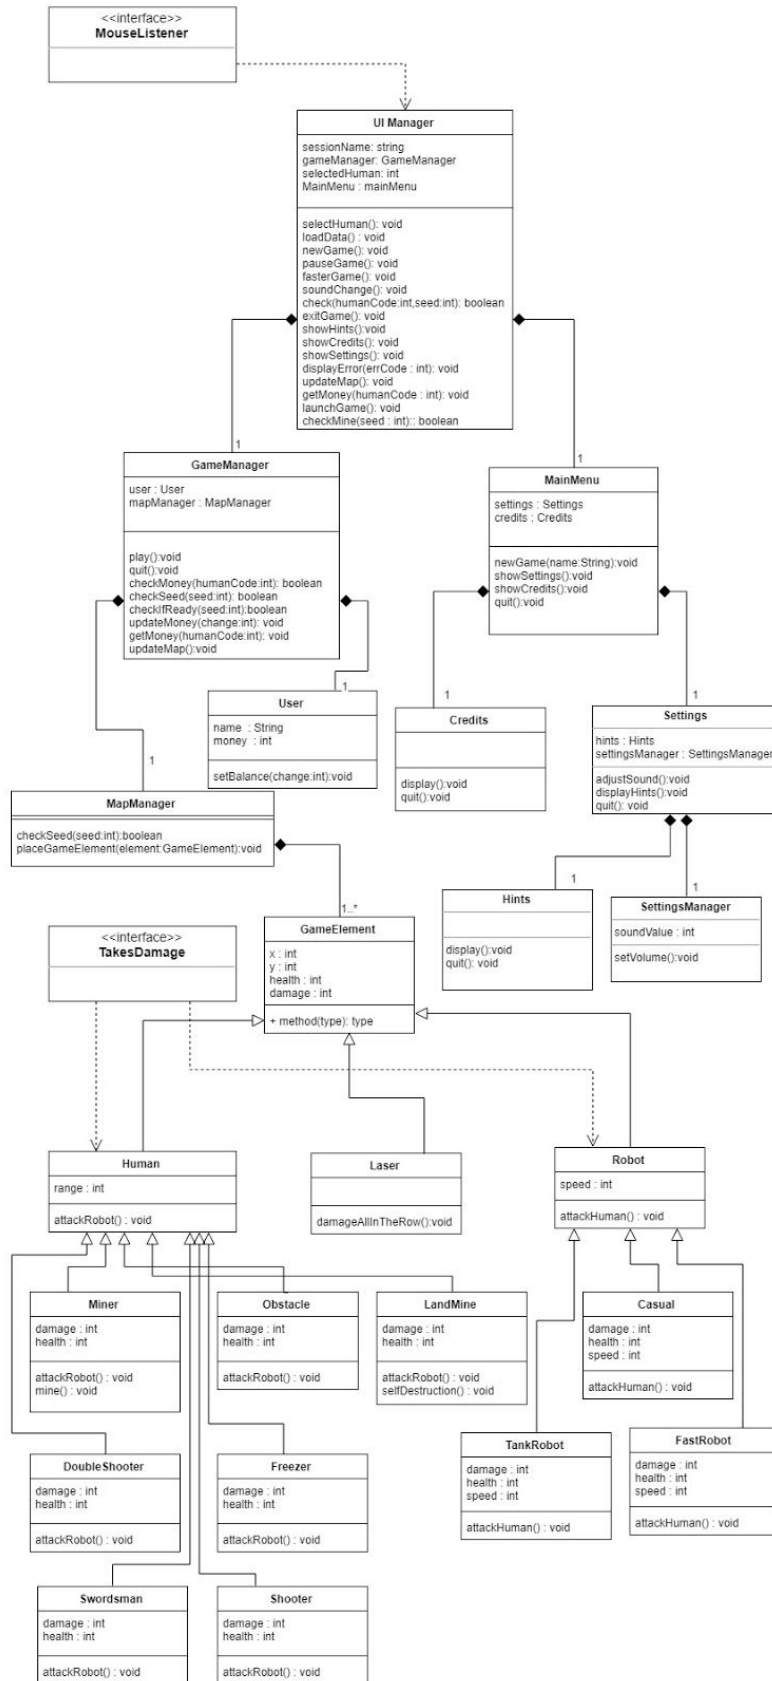 <<interface>>
MouseListener
UI Manager
sessionName: string
gameManager: GameManager
selectedHuman: int
MainMenu : mainMenu
selectHuman(): void
loadData() : void
newGame(): void
pauseGame(): void
fasterGame(): void
soundChange(): void
check(humanCode:int,seed:int): boolean
exitGame(): void
showHints():void
showCredits(): void
showSettings(): void
displayError(errCode : int): void
updateMap(): void
getMoney(humanCode : int): void
launchGame(): void
checkMine(seed : int):: boolean
1
1
GameManager
user : User
mapManager : MapManager
play():void
quit():void
checkMoney(humanCode:int): boolean
checkSeed(seed:int): boolean
checkIfReady(seed:int):boolean
updateMoney(change:int): void
getMoney(humanCode:int): void
updateMap():void
MainMenu
settings : Settings
credits : Credits
newGame(name:String):void
showSettings():void
showCredits():void
quit():void
1
1
1
1
User
name : String
money : int
setBalance(change:int):void
Credits
display():void
quit():void
Settings
hints : Hints
settingsManager : SettingsManager
adjustSound():void
displayHints():void
quit(): void
MapManager
checkSeed(seed:int):boolean
placeGameElement(element:GameElement):void
1
1
1..*
Hints
display():void
quit(): void
SettingsManager
soundValue : int
setVolume():void
<<interface>>
TakesDamage
GameElement
x : int
y : int
health : int
damage : int
+ method(type): type
Human
range : int
attackRobot() : void
Laser
damageAllInTheRow():void
Robot
speed : int
attackHuman() : void
Miner
damage : int
health : int
attackRobot() : void
mine() : void
Obstacle
damage : int
health : int
attackRobot() : void
LandMine
damage : int
health : int
attackRobot() : void
selfDestruction() : void
Casual
damage : int
health : int
speed : int
attackHuman() : void
DoubleShooter
damage : int
health : int
attackRobot() : void
Freezer
damage : int
health : int
attackRobot() : void
TankRobot
damage : int
health : int
speed : int
attackHuman() : void
FastRobot
damage : int
health : int
speed : int
attackHuman() : void
Swordsman
damage : int
health : int
attackRobot() : void
Shooter
damage : int
health : int
attackRobot() : void